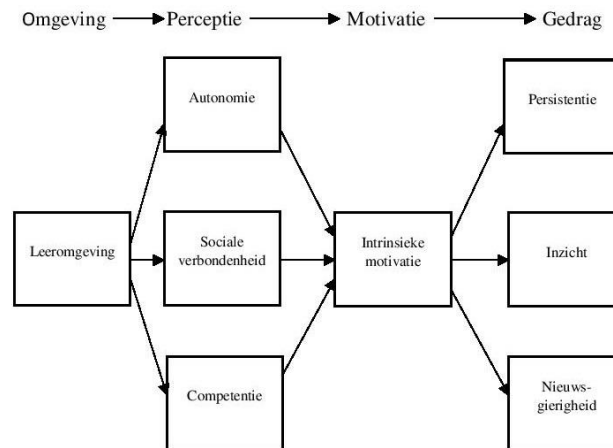 Omgeving Perceptie Motivatie Gedrag
Autonomie
Persistentie
Leeromgeving
Sociale
verbondenheid
Intrinsieke
motivatie
Inzicht
Competentie
Nieuws-
gierigheid